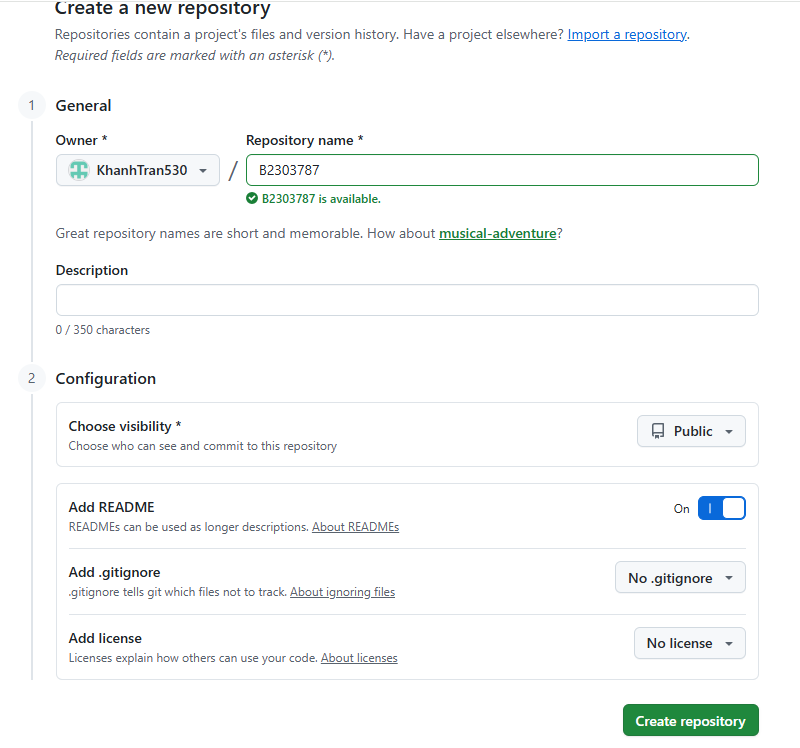 Create a new repository
Repositories contain a project's files and version history. Have a project elsewhere? Import a repository.
Required fields are marked with an asterisk (*).
1 General
Owner * Repository name *
KhanhTran530 / B2303787
B2303787 is available.
Great repository names are short and memorable. How about musical-adventure?
Description
0 / 350 characters
2 Configuration
Choose visibility *
Public
Choose who can see and commit to this repository
Add README
On
READMEs can be used as longer descriptions. About READMEs
Add .gitignore
No .gitignore
.gitignore tells git which files not to track. About ignoring files
Add license
No license
Licenses explain how others can use your code. About licenses
Create repository